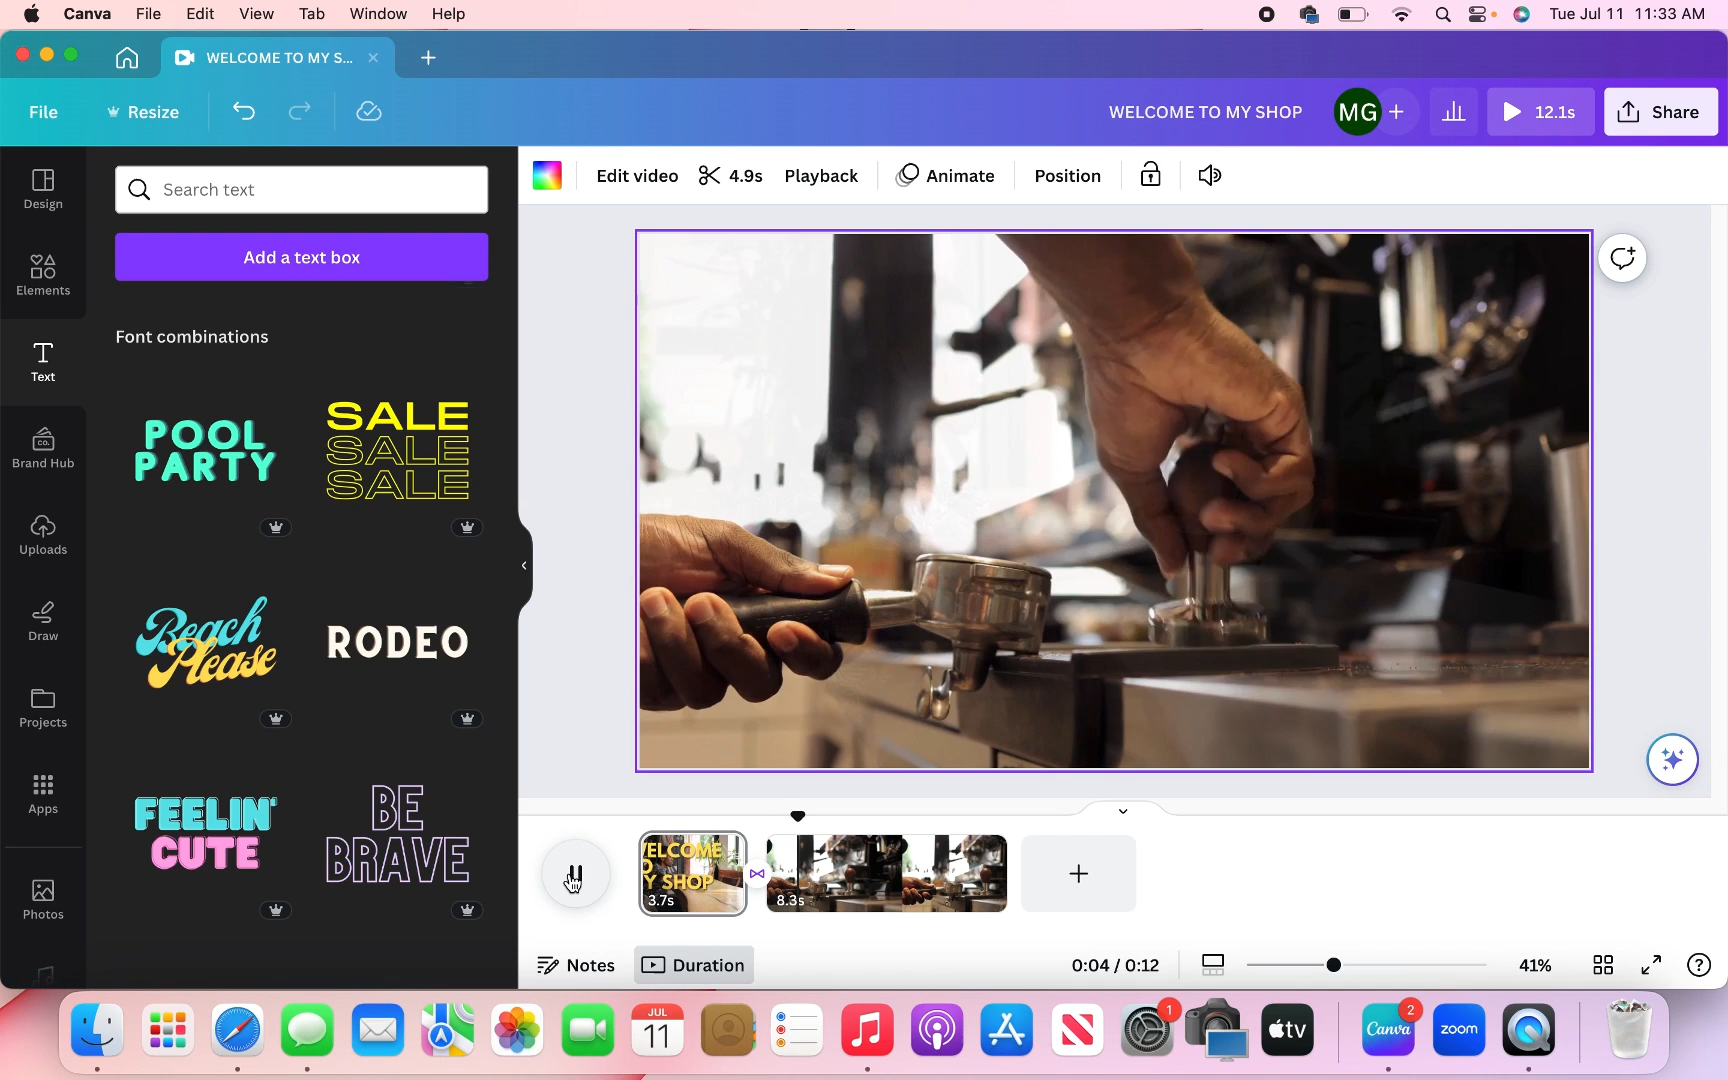 Canva File Edit View Tab Window Help Tue Jul 11 11:33 AM
WELCOME TO MY S...
File Resize WELCOME TO MY SHOP MG 12.1s Share
Design
Elements
Text
Brand Hub
Uploads
Draw
Projects
Apps
Photos
Search text
Add a text box
Font combinations
POOL
PARTY
SALE
SALE
SALE
Beach
Please
RODEO
FEELIN'
CUTE
BE
BRAVE
Edit video 4.9s Playback Animate Position
ELCOME
O
Y SHOP
3.7s
8.3s
Notes Duration 0:04 / 0:12 41%
JUL
11
1
tv
Canva
2
zoom